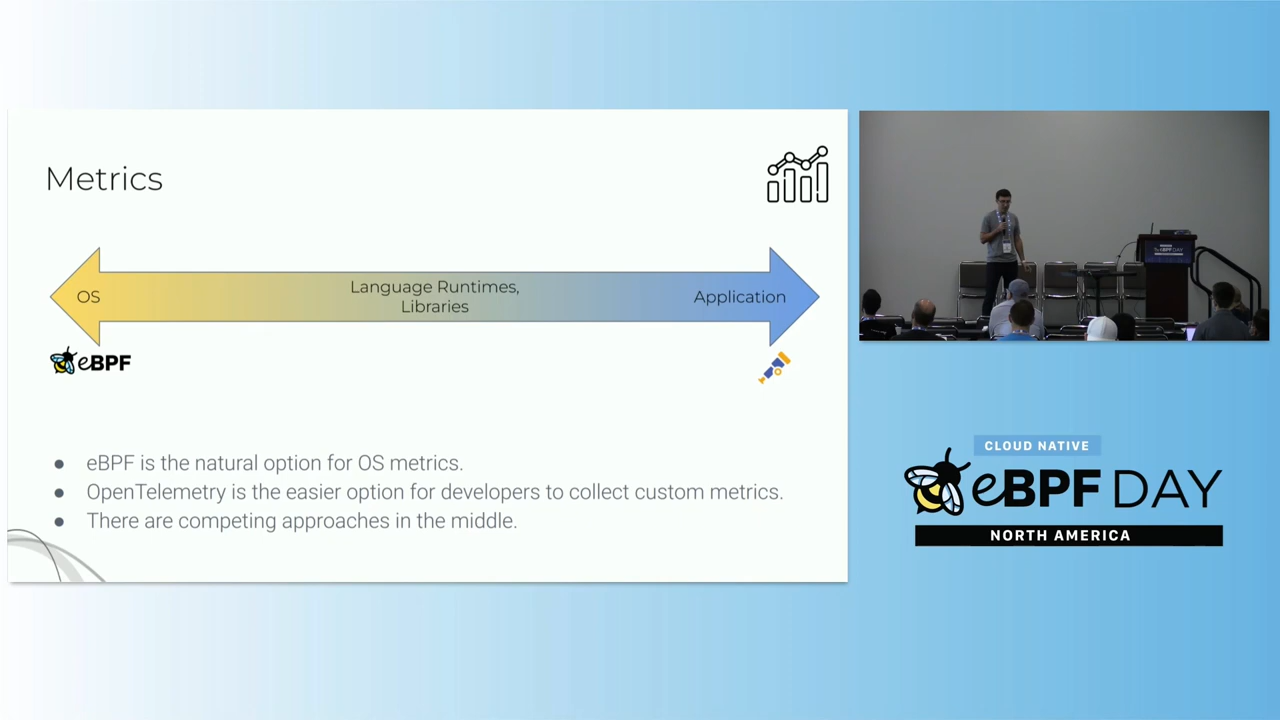 Metrics
OS
Language Runtimes,
Libraries
Application
eBPF
● eBPF is the natural option for OS metrics.
● OpenTelemetry is the easier option for developers to collect custom metrics.
● There are competing approaches in the middle.
eBPF DAY
CLOUD NATIVE
eBPF DAY
NORTH AMERICA